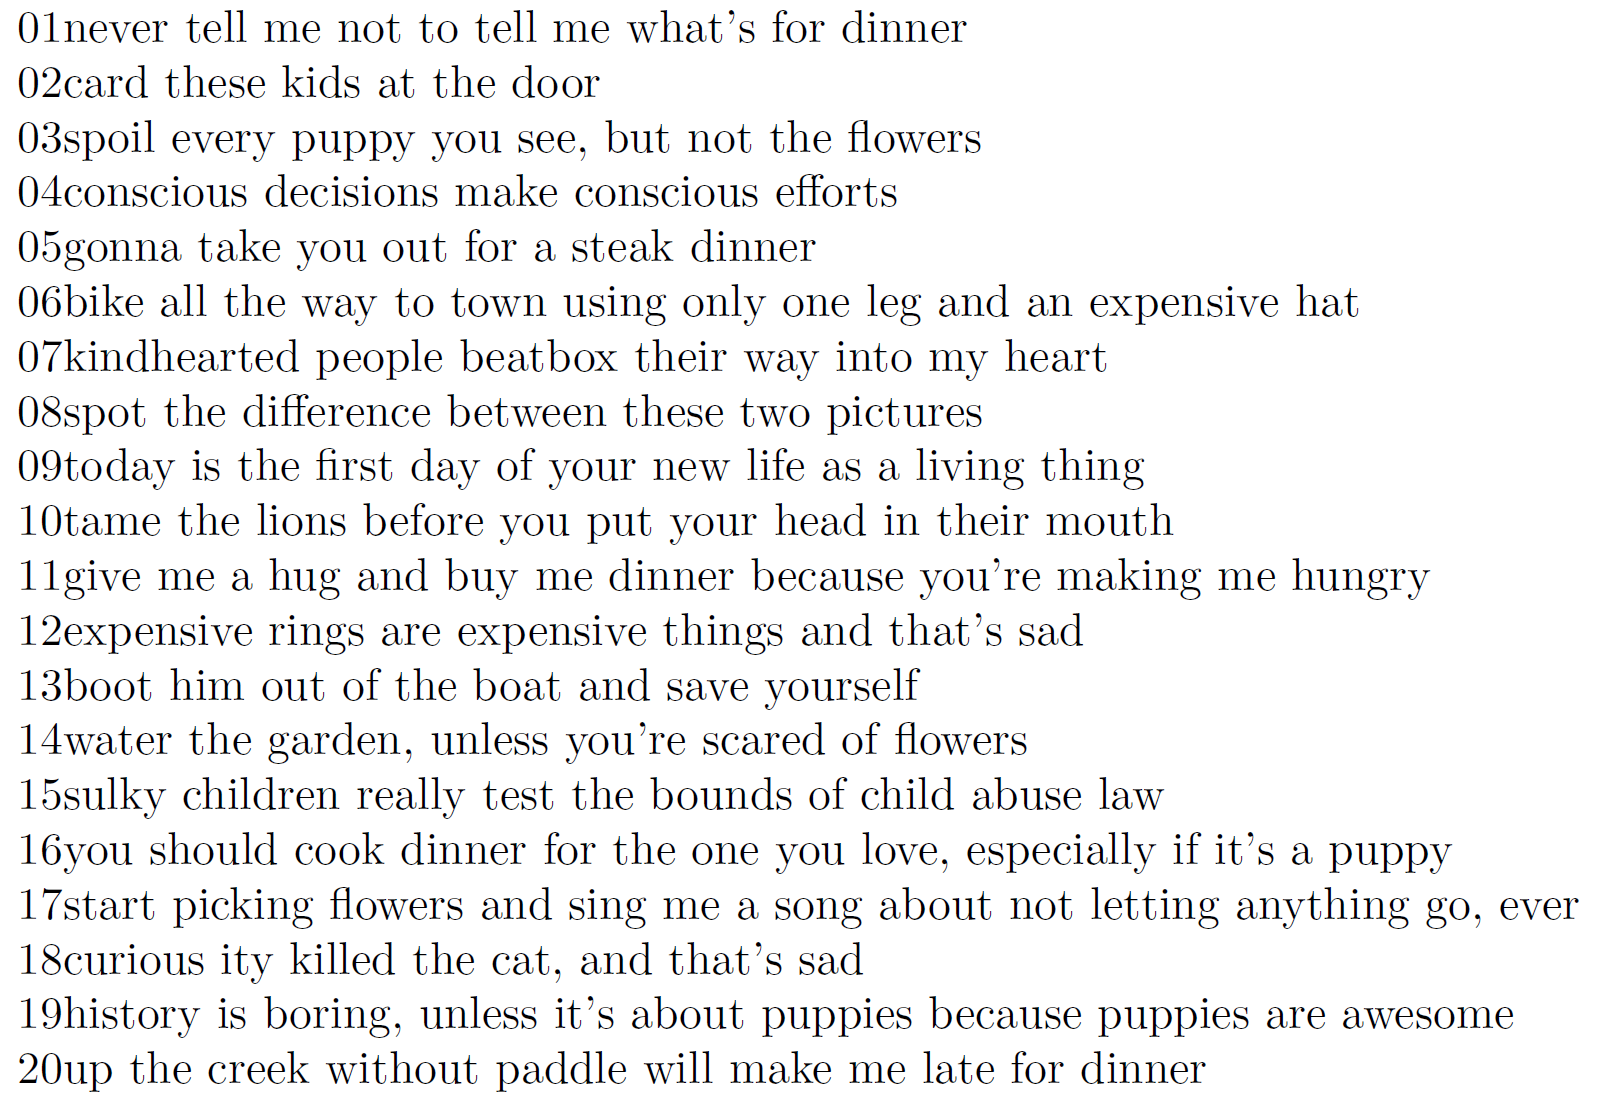 01never tell me not to tell me what’s for dinner
02card these kids at the door
03spoil every puppy you see, but not the flowers
04conscious decisions make conscious efforts
05gonna take you out for a steak dinner
06bike all the way to town using only one leg and an expensive hat
07kindhearted people beatbox their way into my heart
08spot the difference between these two pictures
09today is the first day of your new life as a living thing
10tame the lions before you put your head in their mouth
11give me a hug and buy me dinner because you’re making me hungry
12expensive rings are expensive things and that’s sad
13boot him out of the boat and save yourself
14water the garden, unless you’re scared of flowers
15sulky children really test the bounds of child abuse law
16you should cook dinner for the one you love, especially if it’s a puppy
17start picking flowers and sing me a song about not letting anything go, ever
18curious ity killed the cat, and that’s sad
19history is boring, unless it’s about puppies because puppies are awesome
20up the creek without paddle will make me late for dinner